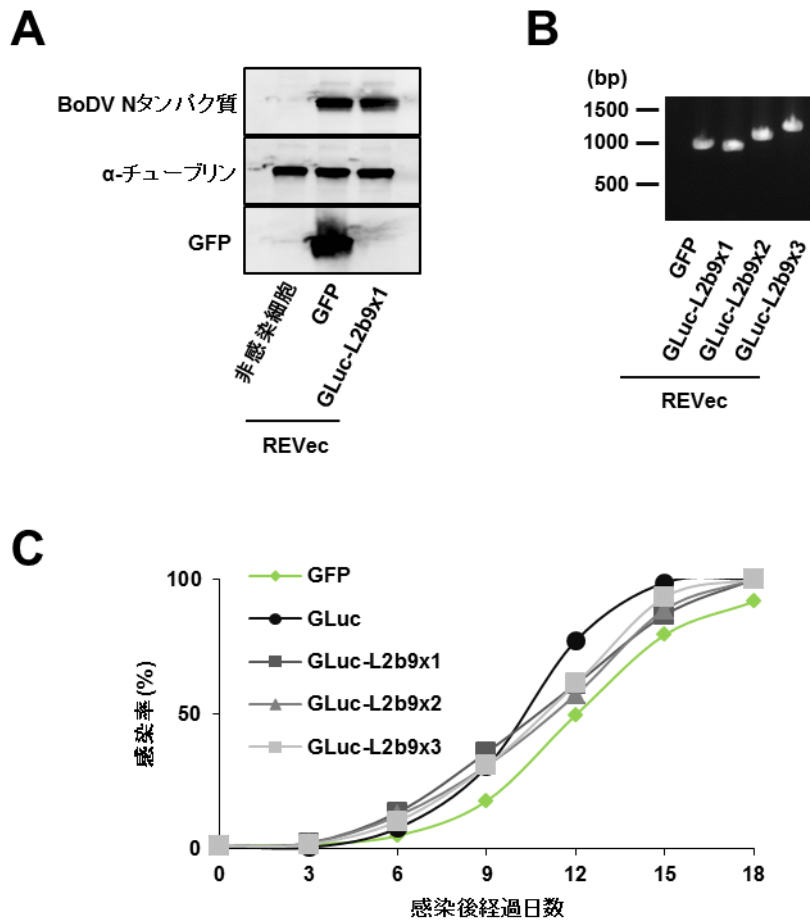 A
BoDV Nタンパク質
α-チューブリン
GFP
非感染細胞
GFP
GLuc-L2b9x1
REVec
B
(bp)
1500
1000
500
GFP
GLuc-L2b9x1
GLuc-L2b9x2
GLuc-L2b9x3
REVec
C
GFP
GLuc
GLuc-L2b9x1
GLuc-L2b9x2
GLuc-L2b9x3
感染率(%)
100
50
0
0 3 6 9 12 15 18
感染後経過日数